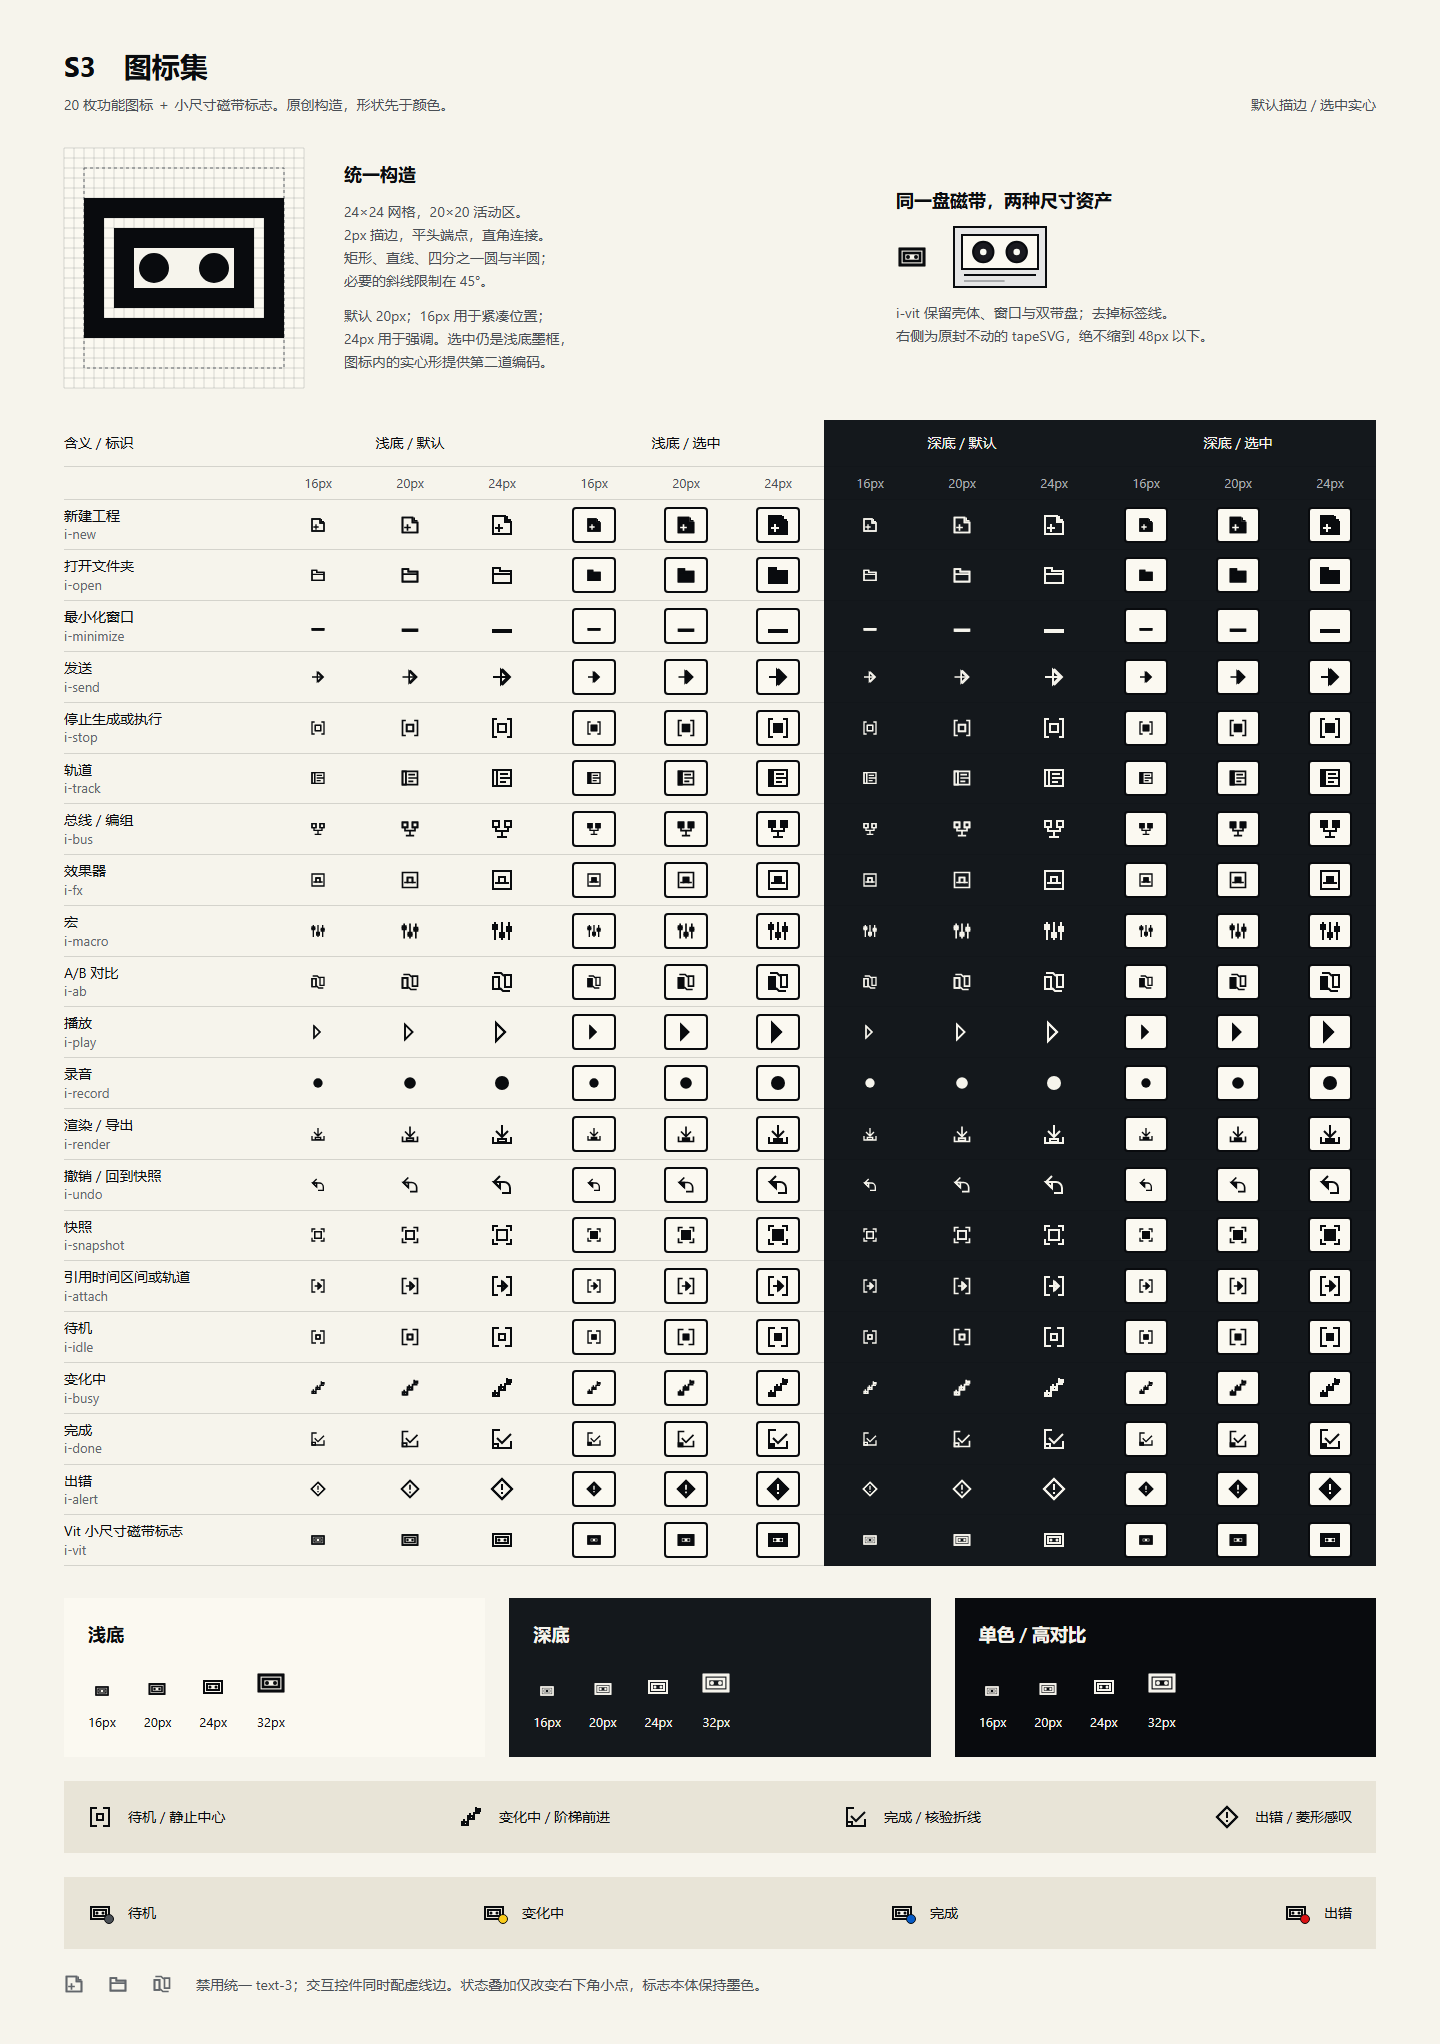 S3 图标集
20 枚功能图标 + 小尺寸磁带标志。原创构造，形状先于颜色。
默认描边 / 选中实心
统一构造
24×24 网格，20×20 活动区。
2px 描边，平头端点，直角连接。
矩形、直线、四分之一圆与半圆；
必要的斜线限制在 45°。
默认 20px；16px 用于紧凑位置；
24px 用于强调。选中仍是浅底墨框，
图标内的实心形提供第二道编码。
同一盘磁带，两种尺寸资产
i-vit 保留壳体、窗口与双带盘；去掉标签线。
右侧为原封不动的 tapeSVG，绝不缩到 48px 以下。
含义 / 标识 浅底 / 默认 浅底 / 选中 深底 / 默认 深底 / 选中
16px 20px 24px 16px 20px 24px 16px 20px 24px 16px 20px 24px
新建工程
i-new
打开文件夹
i-open
最小化窗口
i-minimize
发送
i-send
停止生成或执行
i-stop
轨道
i-track
总线 / 编组
i-bus
效果器
i-fx
宏
i-macro
A/B 对比
i-ab
播放
i-play
录音
i-record
渲染 / 导出
i-render
撤销 / 回到快照
i-undo
快照
i-snapshot
引用时间区间或轨道
i-attach
待机
i-idle
变化中
i-busy
完成
i-done
出错
i-alert
Vit 小尺寸磁带标志
i-vit
浅底
16px 20px 24px 32px
深底
16px 20px 24px 32px
单色 / 高对比
16px 20px 24px 32px
待机 / 静止中心 变化中 / 阶梯前进 完成 / 核验折线 出错 / 菱形感叹
待机 变化中 完成 出错
禁用统一 text-3；交互控件同时配虚线边。状态叠加仅改变右下角小点，标志本体保持墨色。